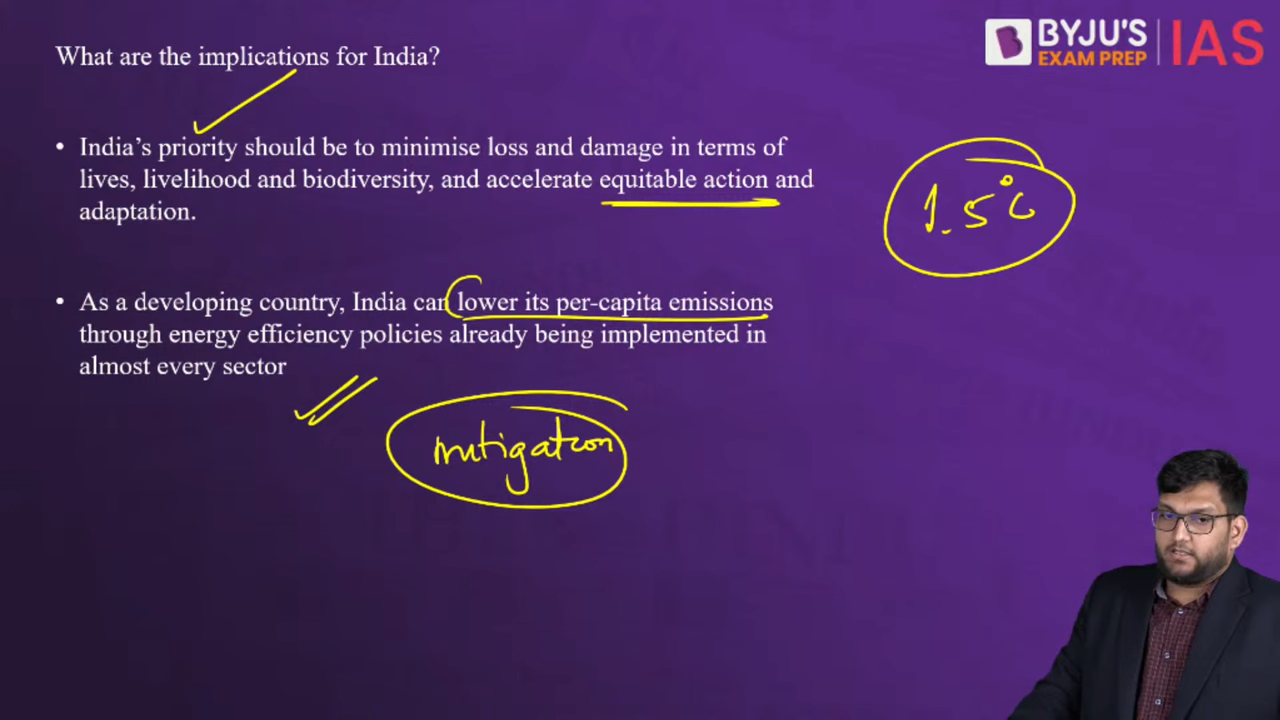 What are the implications for India?
BYJU'S
EXAM PREP
IAS
• India's priority should be to minimise loss and damage in terms of
lives, livelihood and biodiversity, and accelerate equitable action and
adaptation.
1.5°C
• As a developing country, India can lower its per-capita emissions
through energy efficiency policies already being implemented in
almost every sector
mitigation